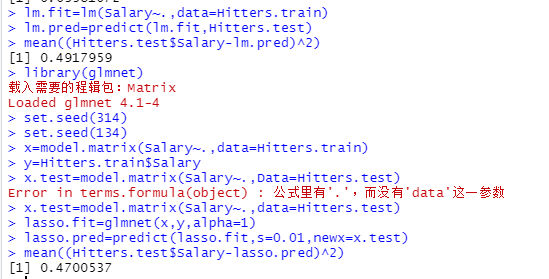 > lm.fit=lm(Salary~.,data=Hitters.train)
> lm.pred=predict(lm.fit,Hitters.test)
> mean((Hitters.test$Salary-lm.pred)^2)
[1] 0.4917959
> library(glmnet)
载入需要的程辑包：Matrix
Loaded glmnet 4.1-4
> set.seed(314)
> set.seed(134)
> x=model.matrix(Salary~.,data=Hitters.train)
> y=Hitters.train$Salary
> x.test=model.matrix(Salary~.,Data=Hitters.test)
Error in terms.formula(object) : 公式里有'.'，而没有'data'这一参数
> x.test=model.matrix(Salary~.,data=Hitters.test)
> lasso.fit=glmnet(x,y,alpha=1)
> lasso.pred=predict(lasso.fit,s=0.01,newx=x.test)
> mean((Hitters.test$Salary-lasso.pred)^2)
[1] 0.4700537